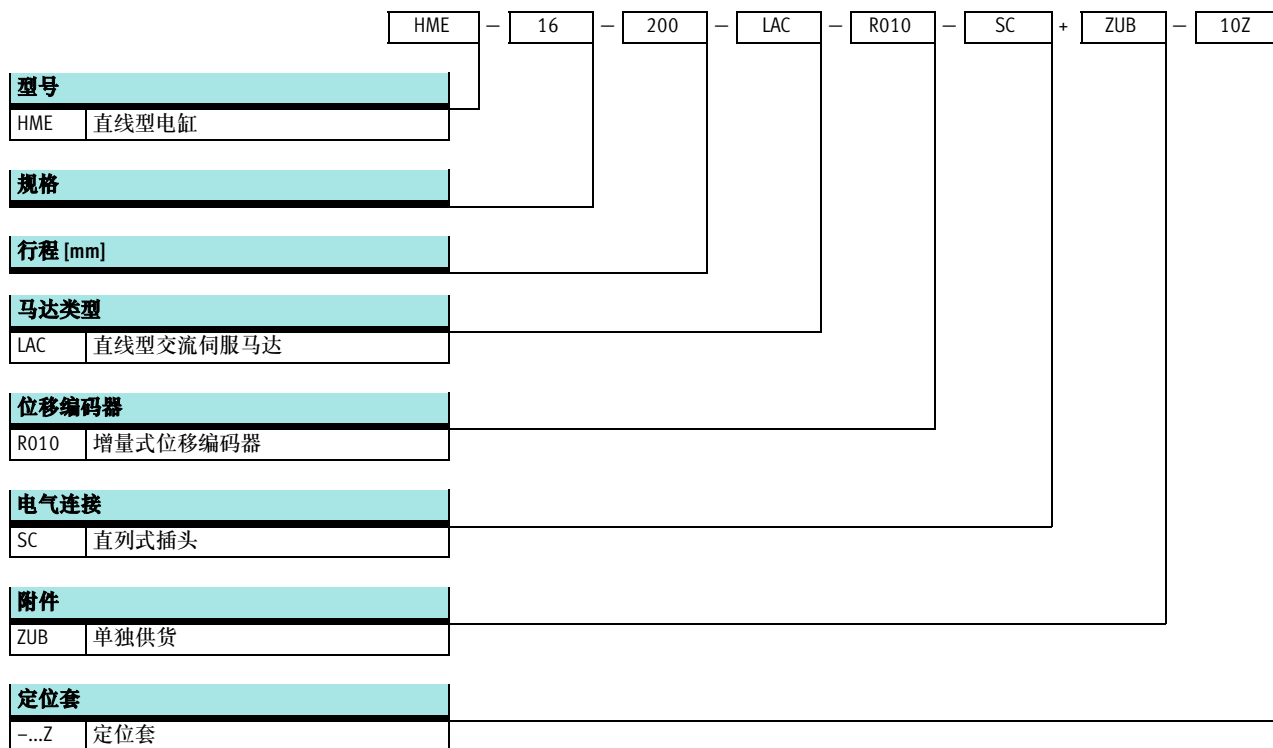 HME – 16 – 200 – LAC – R010 – SC + ZUB – 10Z
型号
HME 直线型电缸
规格
行程 [mm]
马达类型
LAC 直线型交流伺服马达
位移编码器
R010 增量式位移编码器
电气连接
SC 直列式插头
附件
ZUB 单独供货
定位套
–...Z 定位套